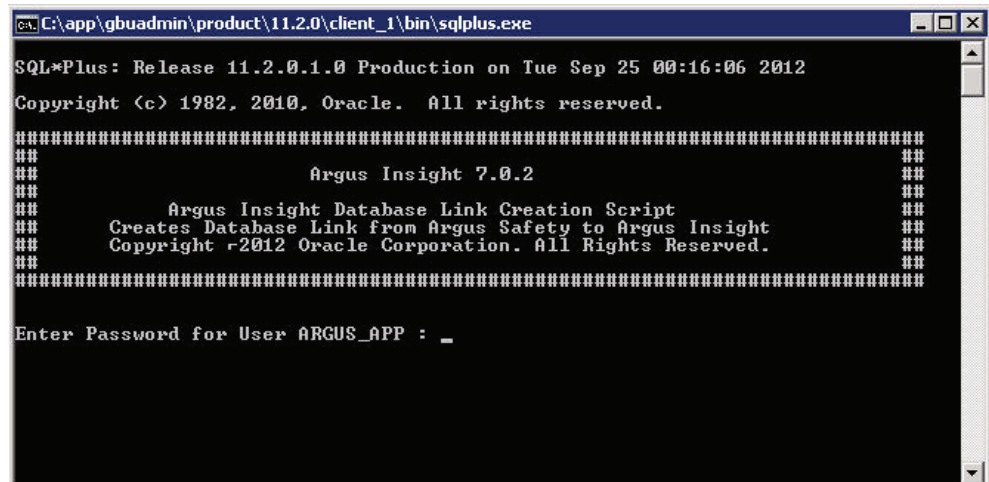 C:\app\gbuadmin\product\11.2.0\client_1\bin\sqlplus.exe
SQL*Plus: Release 11.2.0.1.0 Production on Tue Sep 25 00:16:06 2012
Copyright (c) 1982, 2010, Oracle.  All rights reserved.
#############################################################################
##                                                                         ##
##                       Argus Insight 7.0.2                               ##
##                                                                         ##
##           Argus Insight Database Link Creation Script                   ##
##      Creates Database Link from Argus Safety to Argus Insight           ##
##      Copyright ⌐2012 Oracle Corporation. All Rights Reserved.           ##
##                                                                         ##
#############################################################################
Enter Password for User ARGUS_APP : _